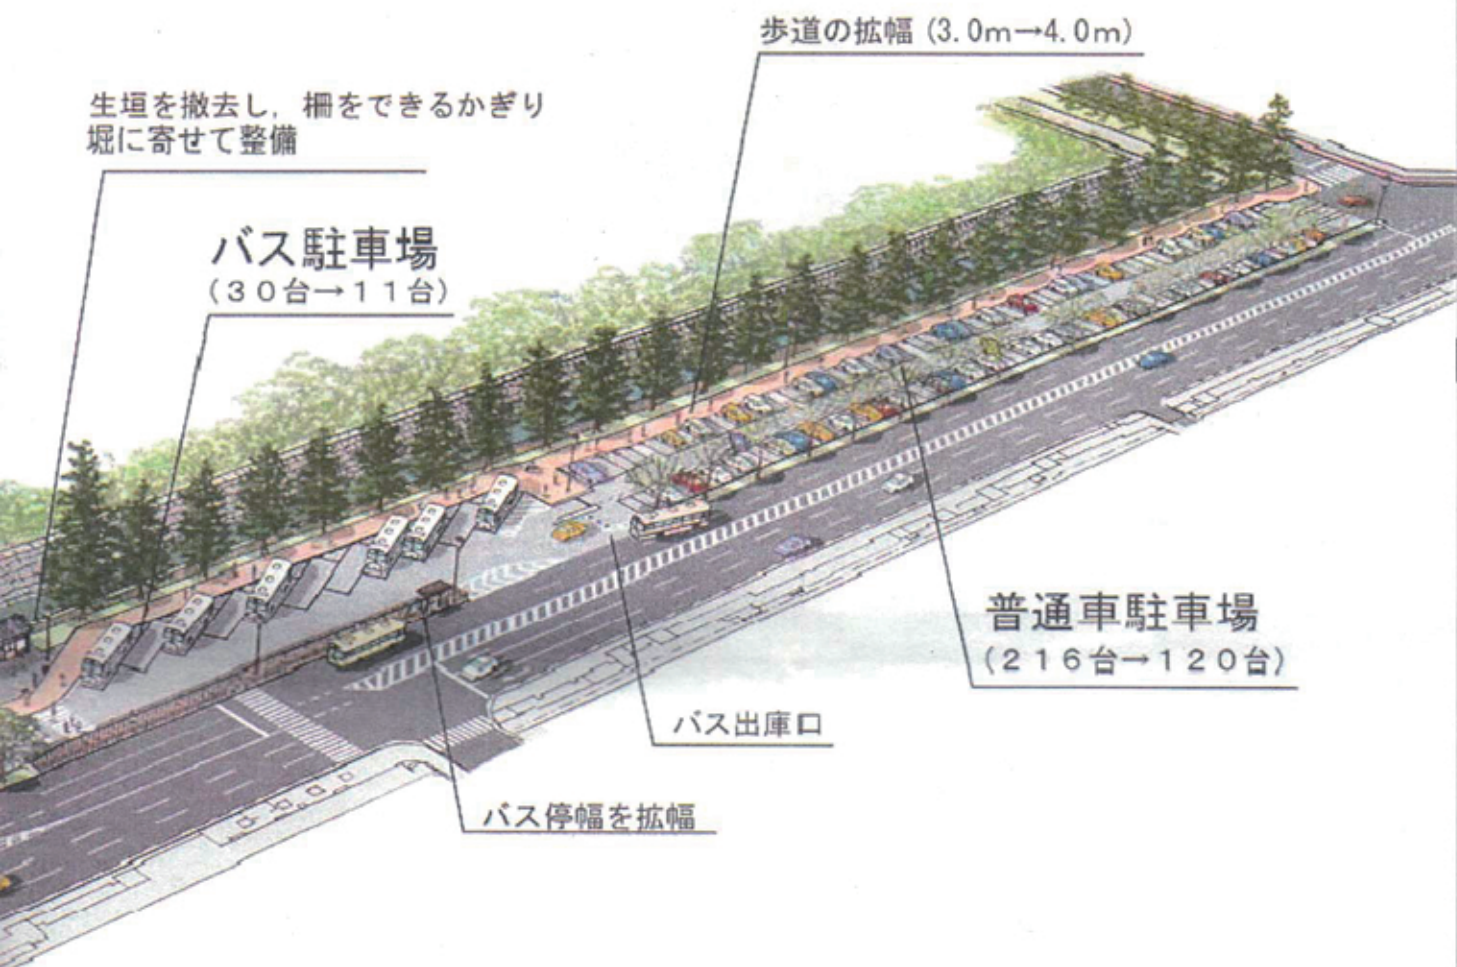 歩道の拡幅(3.0m→4.0m)
生垣を撤去し,柵をできるかぎり
堀に寄せて整備
バス駐車場
(30台→11台)
普通車駐車場
(216台→120台)
バス出庫口
バス停幅を拡幅